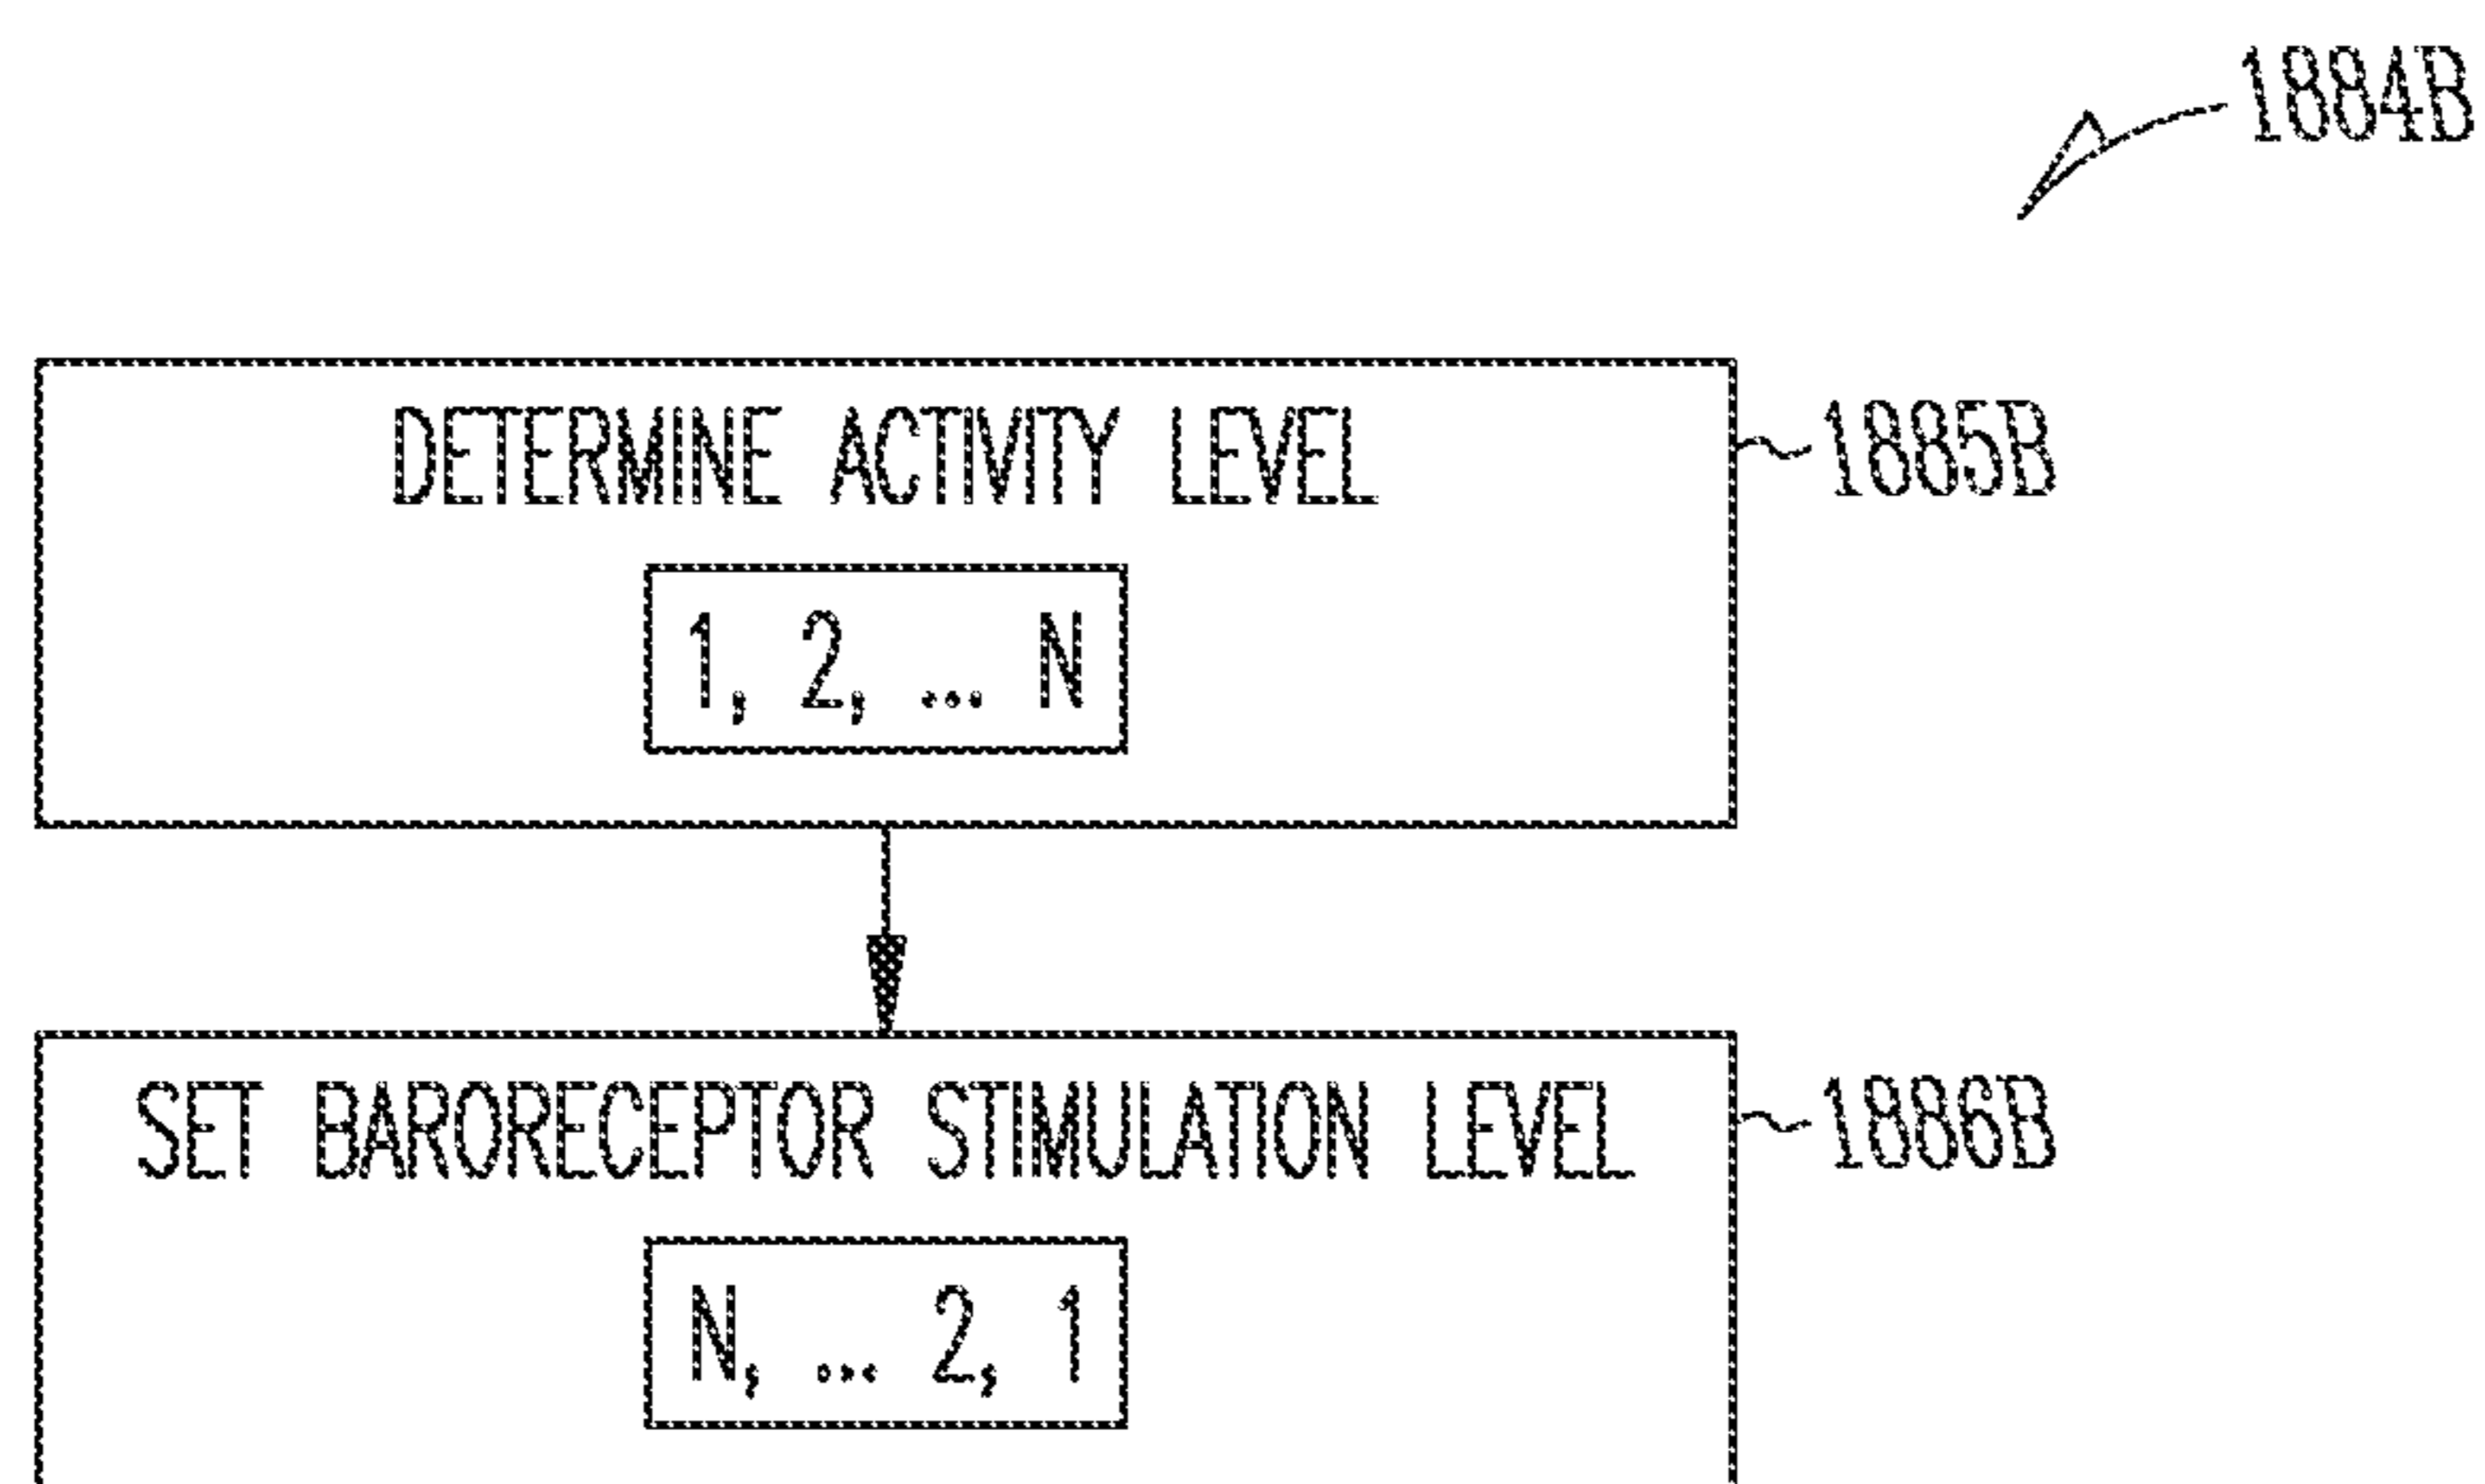 1884B
DETERMINE ACTIVITY LEVEL
1885B
1, 2, ... N
SET BARORECEPTOR STIMULATION LEVEL
1886B
N, ... 2, 1